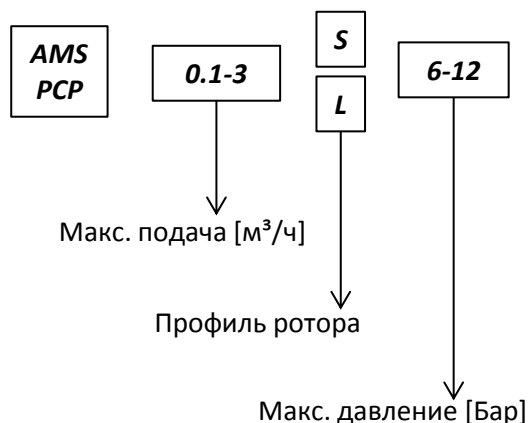 AMS
PCP
0.1-3
S
L
6-12
Макс. подача [м³/ч]
Профиль ротора
Макс. давление [Бар]